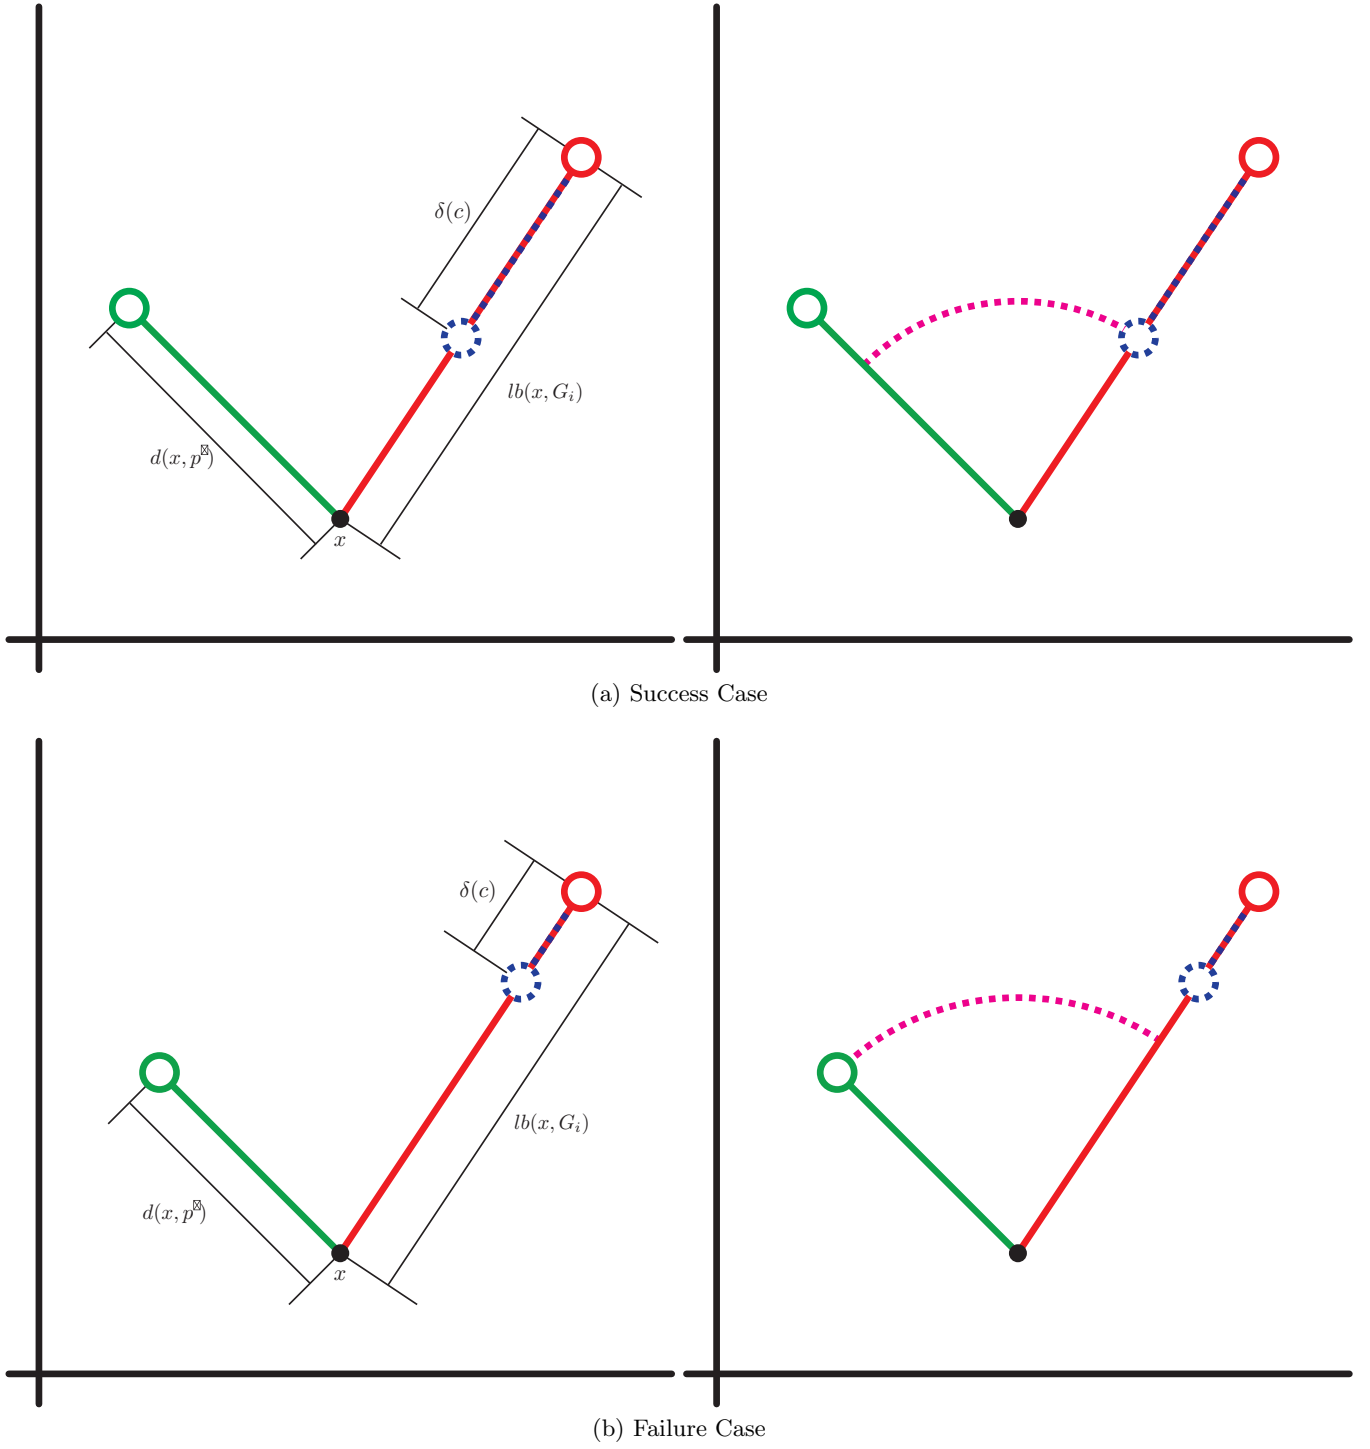 δ(c)
lb(x, G_i)
d(x, p^☒)
x
(a) Success Case
δ(c)
lb(x, G_i)
d(x, p^☒)
x
(b) Failure Case